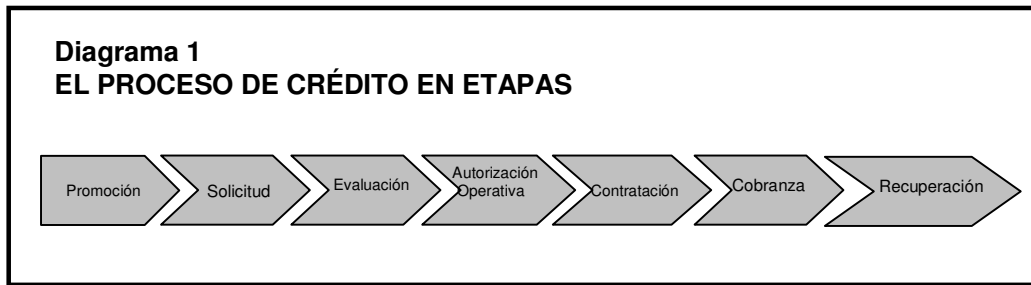 Diagrama 1
EL PROCESO DE CRÉDITO EN ETAPAS
Promoción
Solicitud
Evaluación
Autorización
Operativa
Contratación
Cobranza
Recuperación